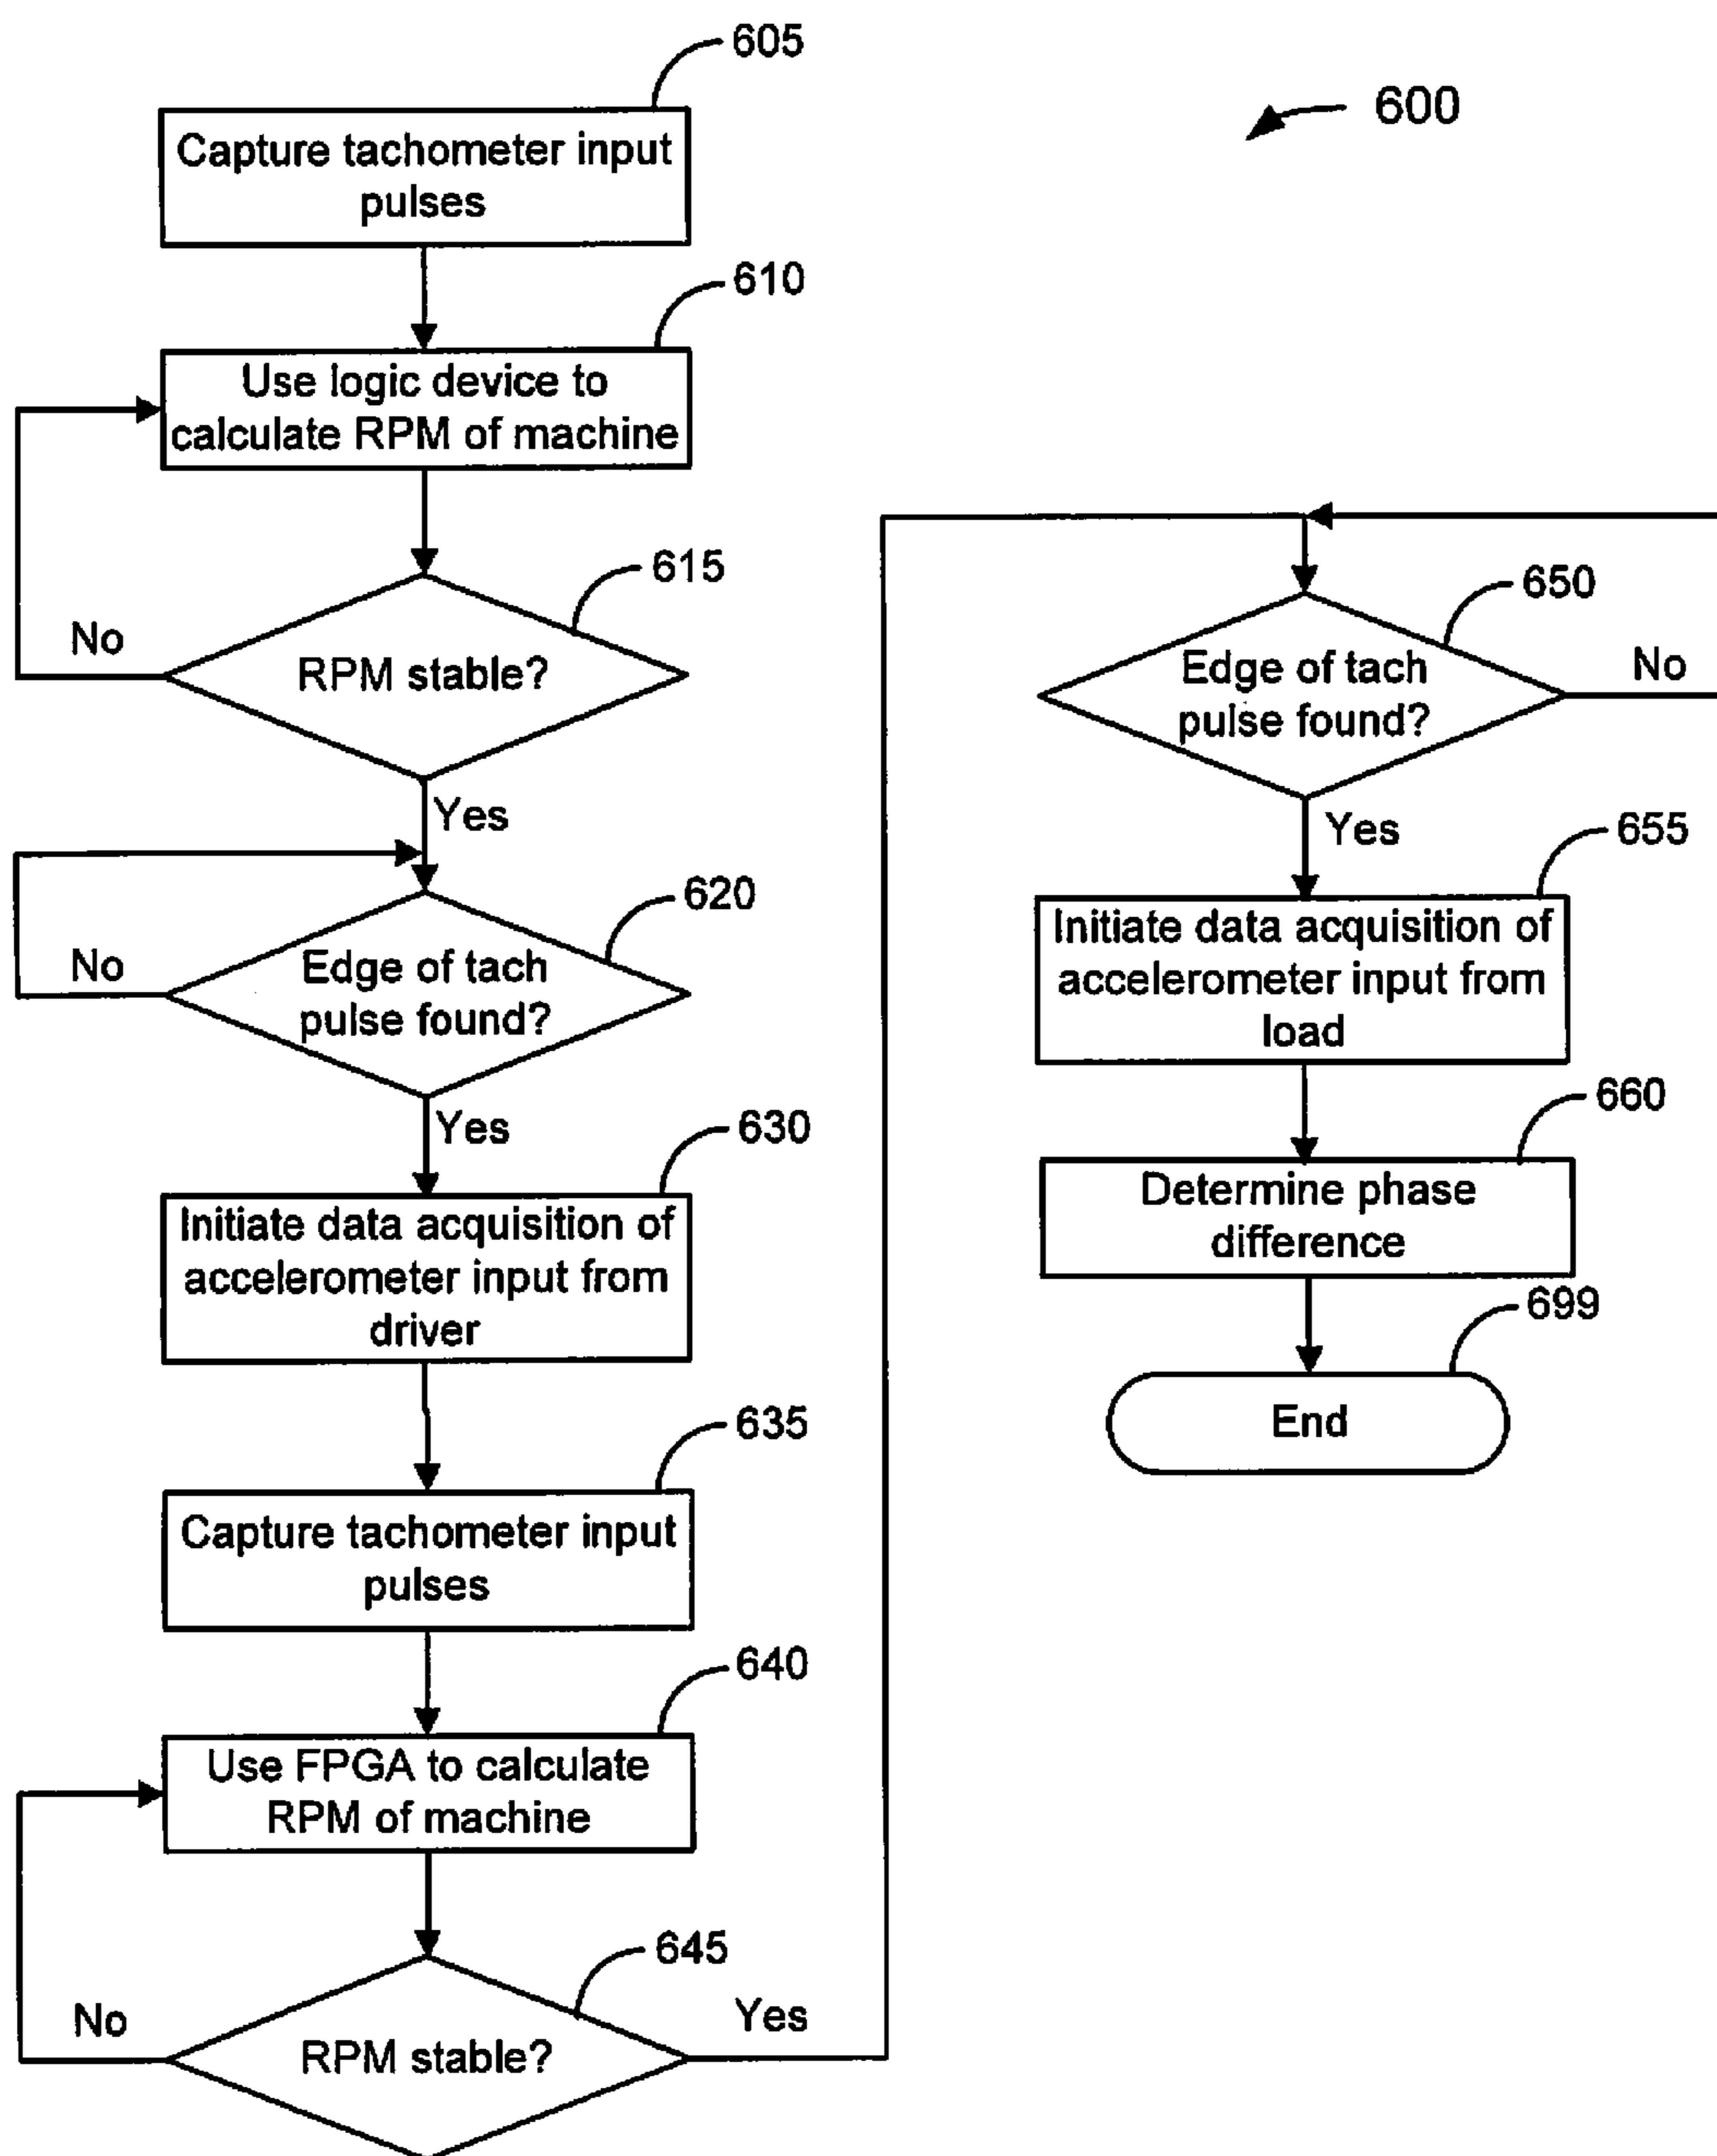 605
600
Capture tachometer input
pulses
610
Use logic device to
calculate RPM of machine
615
No
RPM stable?
Yes
620
No
Edge of tach
pulse found?
Yes
630
Initiate data acquisition of
accelerometer input from
driver
635
Capture tachometer input
pulses
640
Use FPGA to calculate
RPM of machine
645
No
Yes
RPM stable?
650
Edge of tach
pulse found?
No
Yes
655
Initiate data acquisition of
accelerometer input from
load
660
Determine phase
difference
699
End